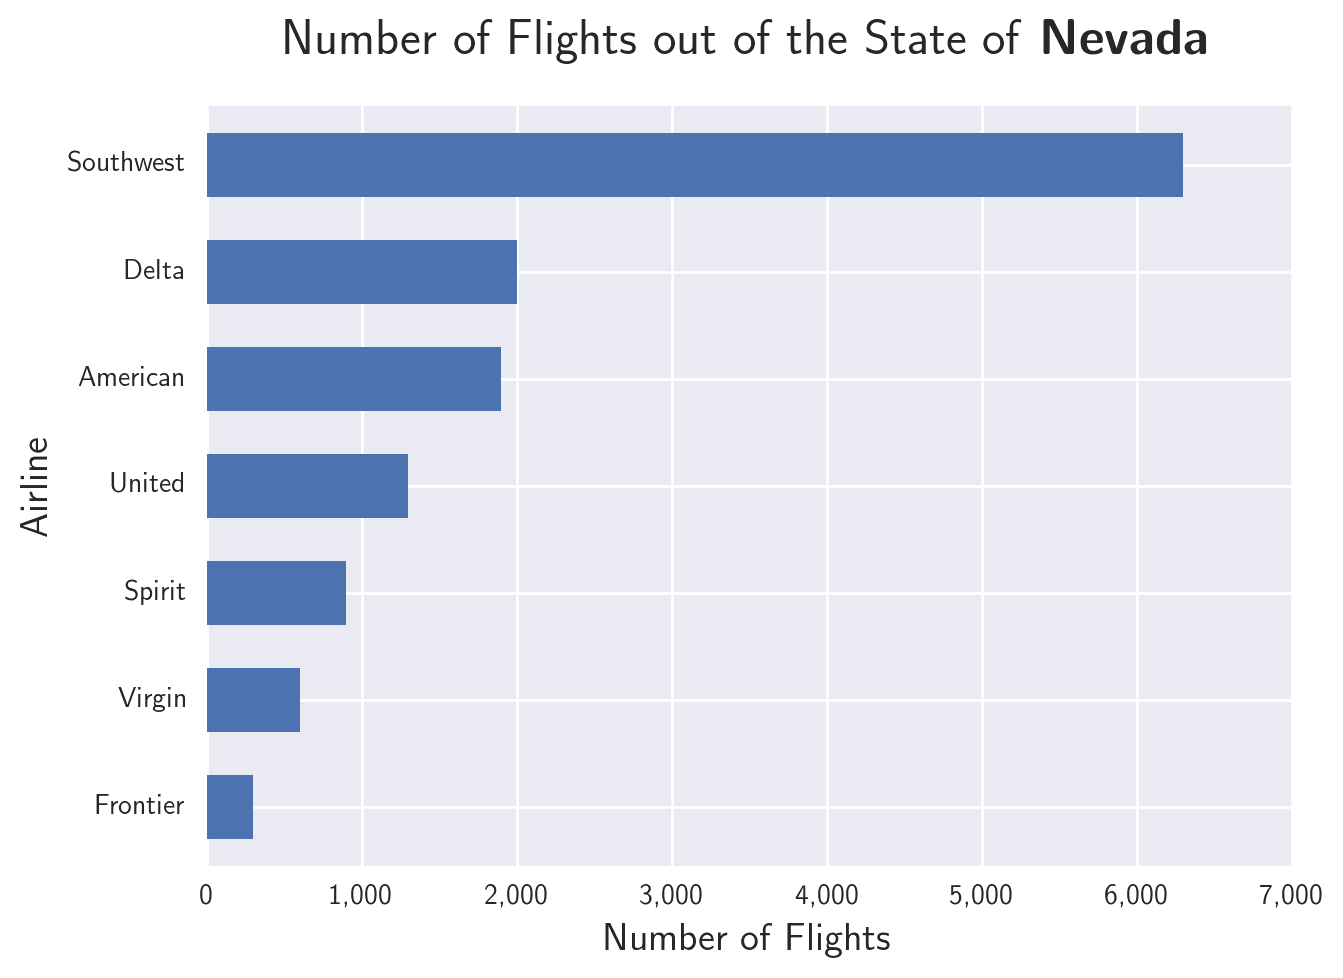 Number of Flights out of the State of Nevada
Southwest
Delta
American
United
Spirit
Virgin
Frontier
Airline
0 1,000 2,000 3,000 4,000 5,000 6,000 7,000
Number of Flights